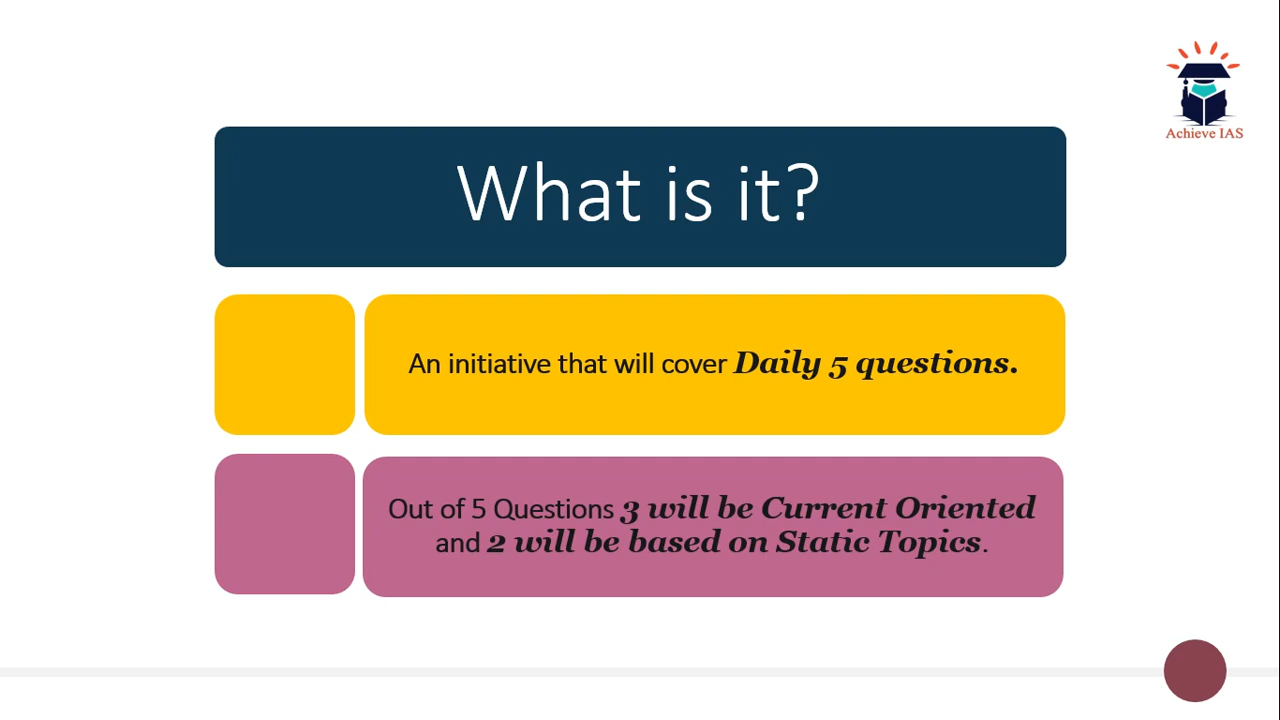 Achieve IAS
What is it?
An initiative that will cover Daily 5 questions.
Out of 5 Questions 3 will be Current Oriented
and 2 will be based on Static Topics.